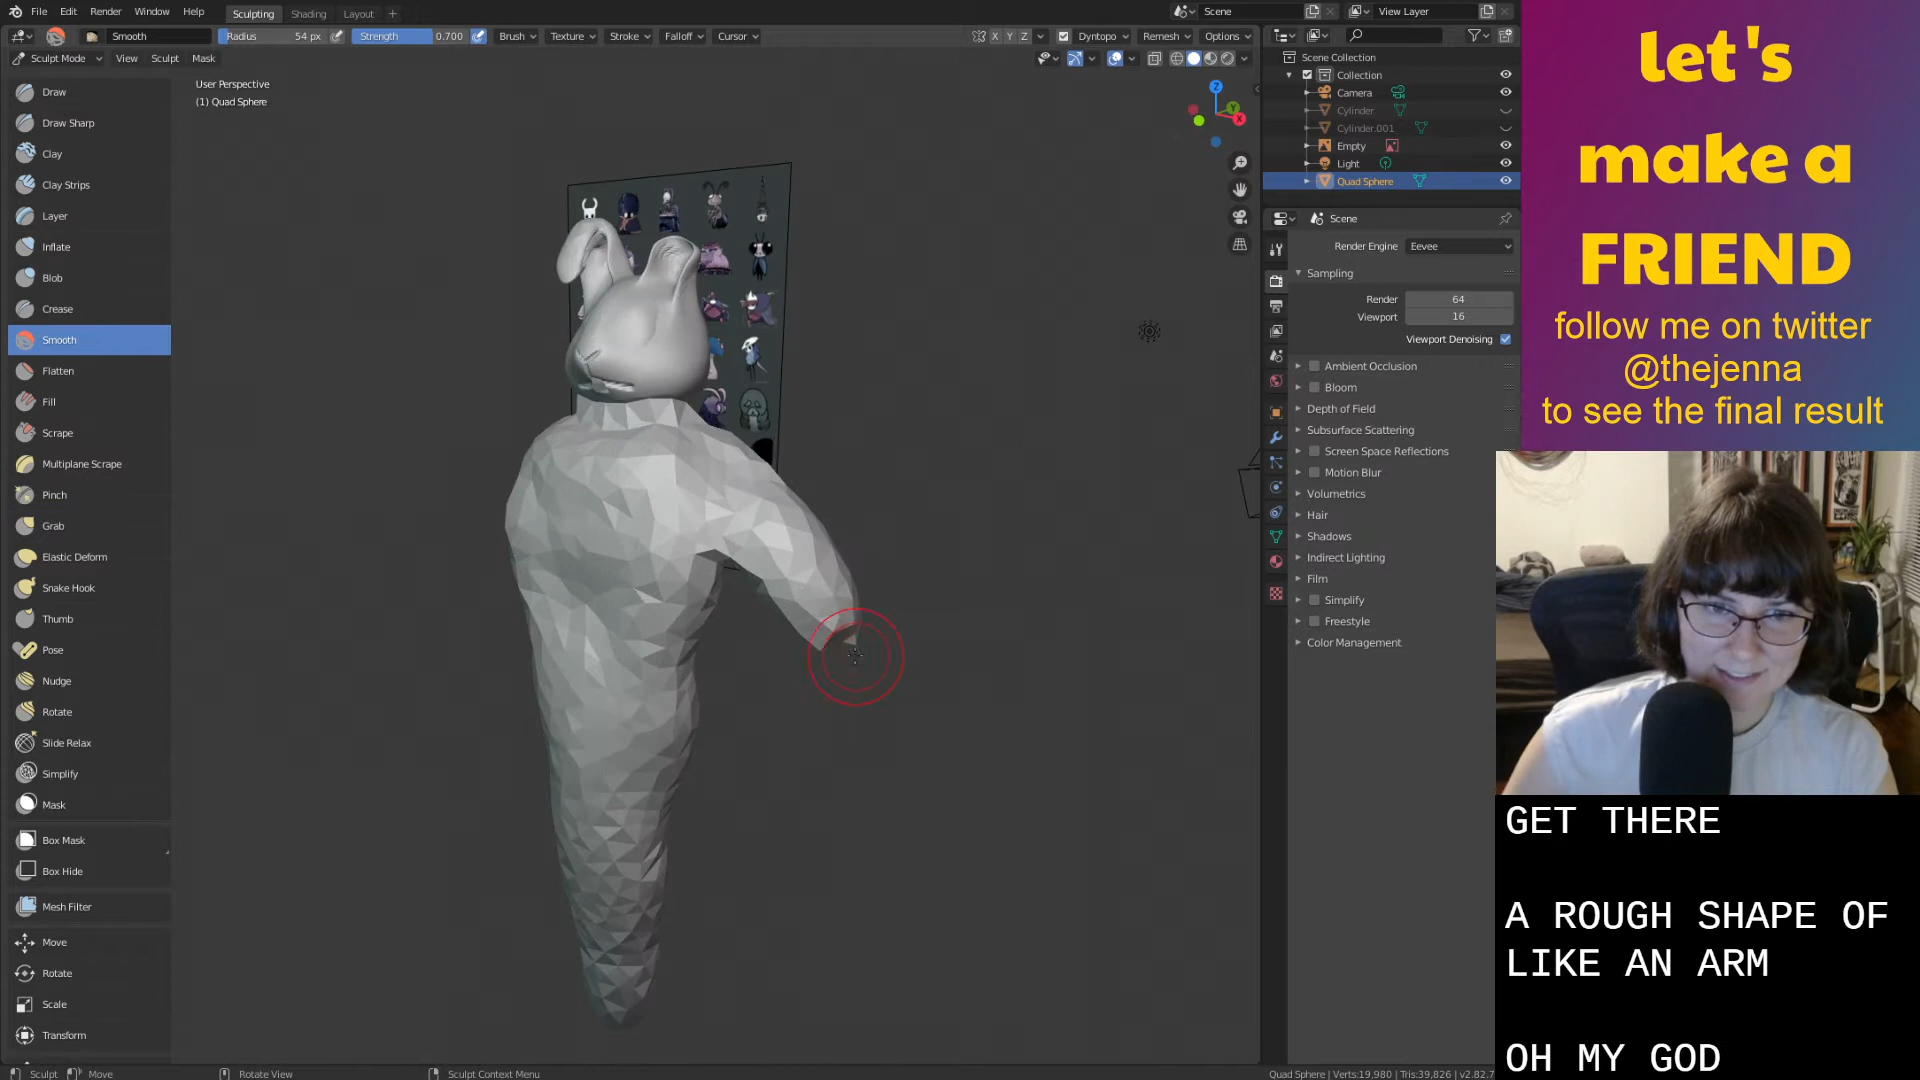 File Edit Render Window Help
Sculpting Shading Layout +
Scene
View Layer
Smooth
Radius 54 px
Strength 0.700
Brush Texture Stroke Falloff Cursor
X Y Z
Dyntopo Remesh Options
Sculpt Mode View Sculpt Mask
User Perspective
(1) Quad Sphere
Draw
Draw Sharp
Clay
Clay Strips
Layer
Inflate
Blob
Crease
Smooth
Flatten
Fill
Scrape
Multiplane Scrape
Pinch
Grab
Elastic Deform
Snake Hook
Thumb
Pose
Nudge
Rotate
Slide Relax
Simplify
Mask
Box Mask
Box Hide
Mesh Filter
Move
Rotate
Scale
Transform
Z
Y
X
Scene Collection
Collection
Camera
Cylinder
Cylinder.001
Empty
Light
Quad Sphere
Scene
Render Engine Eevee
Sampling
Render 64
Viewport 16
Viewport Denoising
Ambient Occlusion
Bloom
Depth of Field
Subsurface Scattering
Screen Space Reflections
Motion Blur
Volumetrics
Hair
Shadows
Indirect Lighting
Film
Simplify
Freestyle
Color Management
Sculpt Move Rotate View Sculpt Context Menu
Quad Sphere | Verts:19,980 | Tris:39,826 | v2.82.7
let's
make a
FRIEND
follow me on twitter
@thejenna
to see the final result
GET THERE
A ROUGH SHAPE OF
LIKE AN ARM
OH MY GOD